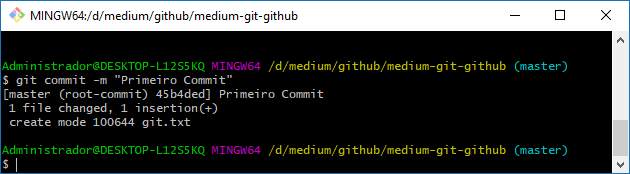 MINGW64:/d/medium/github/medium-git-github
Administrador@DESKTOP-L12S5KQ MINGW64 /d/medium/github/medium-git-github (master)
$ git commit -m "Primeiro Commit"
[master (root-commit) 45b4ded] Primeiro Commit
 1 file changed, 1 insertion(+)
 create mode 100644 git.txt
Administrador@DESKTOP-L12S5KQ MINGW64 /d/medium/github/medium-git-github (master)
$